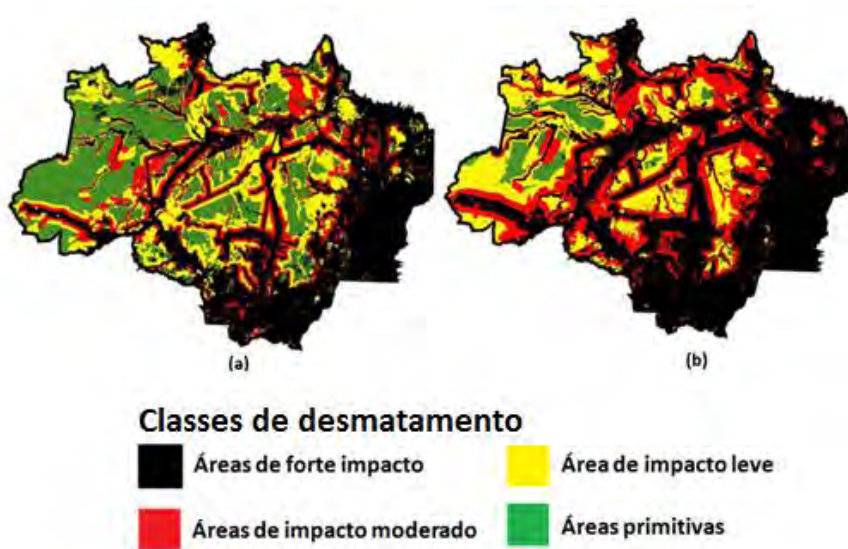 (a)
(b)
Classes de desmatamento
Áreas de forte impacto
Área de impacto leve
Áreas de impacto moderado
Áreas primitivas